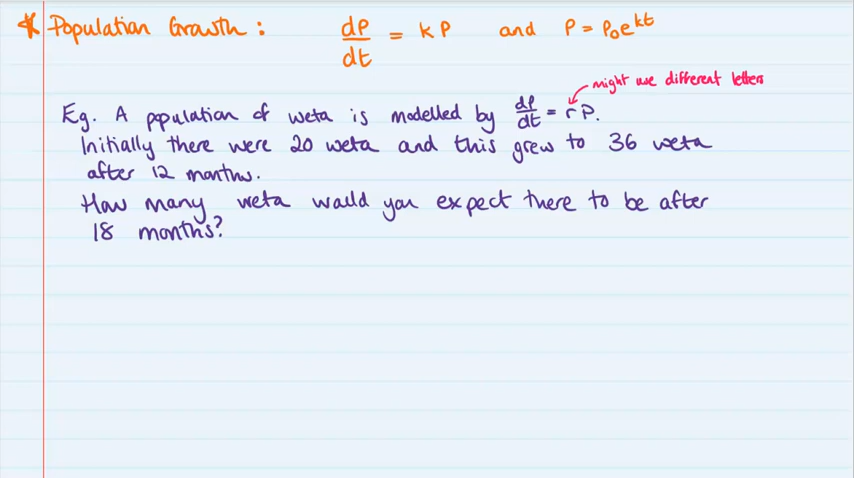 * Population Growth : dP/dt = kP and P = P₀e^kt
might use different letters
Eg. A population of weta is modelled by dP/dt = rP.
Initially there were 20 weta and this grew to 36 weta
after 12 months.
How many weta would you expect there to be after
18 months?